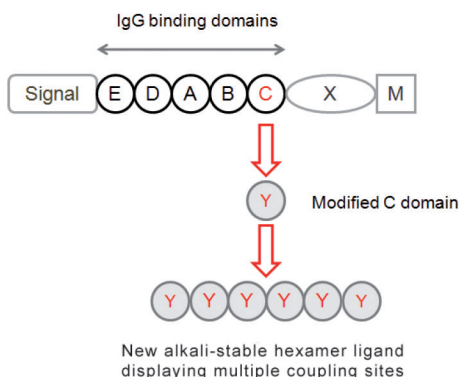 IgG binding domains
Signal E D A B C X M
Y
Modified C domain
Y Y Y Y Y Y
New alkali-stable hexamer ligand
displaying multiple coupling sites